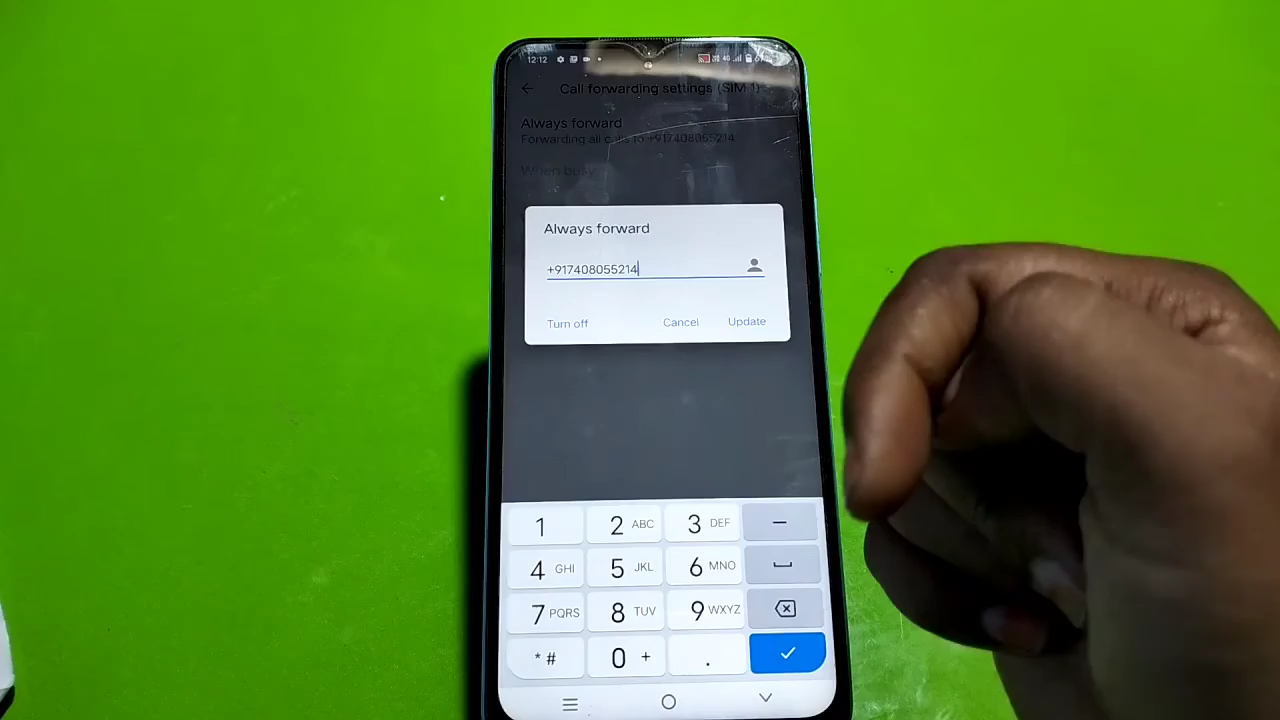 12:12
4G
Call forwarding settings (SIM 1)
Always forward
Forwarding all calls to +917408055214
When busy
Always forward
+917408055214
Turn off Cancel Update
1 2 ABC 3 DEF –
4 GHI 5 JKL 6 MNO
7 PQRS 8 TUV 9 WXYZ
* # 0 + .